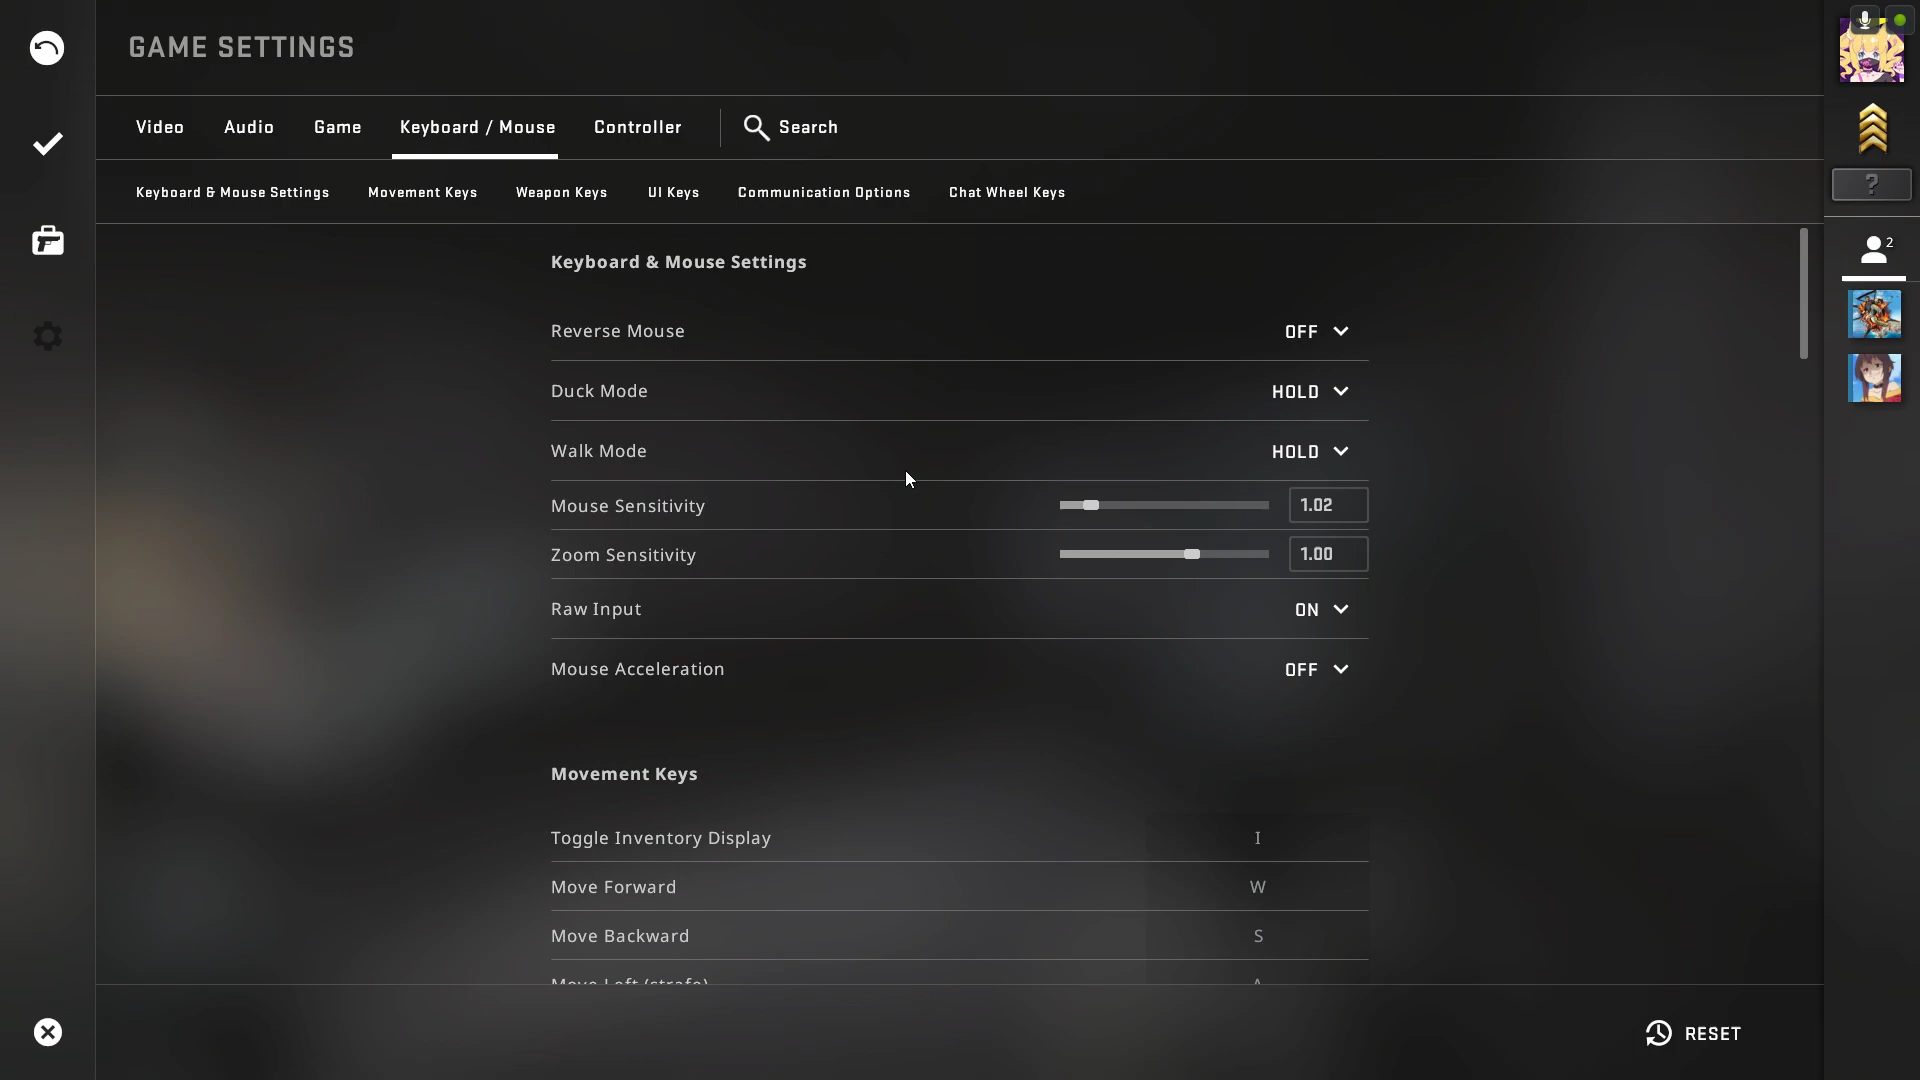 GAME SETTINGS
Video Audio Game Keyboard / Mouse Controller Search
?
Keyboard & Mouse Settings Movement Keys Weapon Keys UI Keys Communication Options Chat Wheel Keys
2
Keyboard & Mouse Settings
Reverse Mouse OFF
Duck Mode HOLD
Walk Mode HOLD
Mouse Sensitivity 1.02
Zoom Sensitivity 1.00
Raw Input ON
Mouse Acceleration OFF
Movement Keys
Toggle Inventory Display I
Move Forward W
Move Backward S
Move Left (strafe) A
RESET